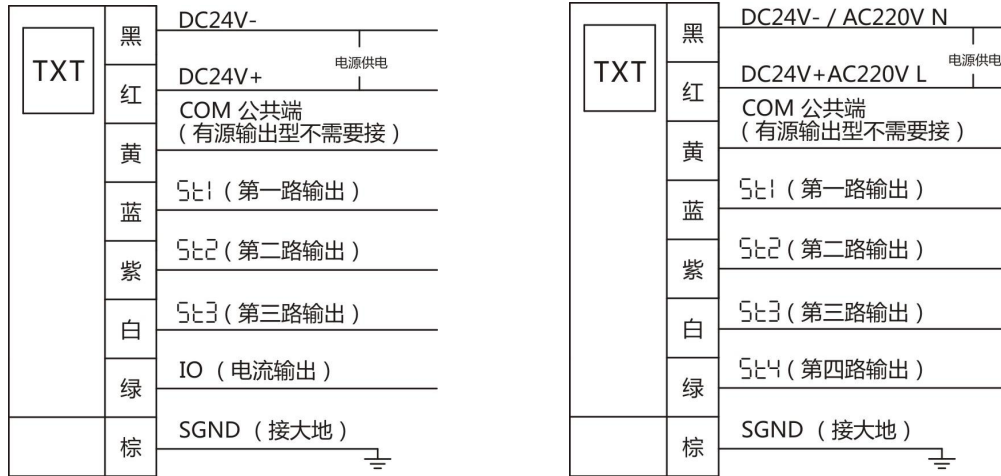 TXT
黑
DC24V-
电源供电
红
DC24V+
黄
COM 公共端
（有源输出型不需要接）
蓝
St1（第一路输出）
紫
St2（第二路输出）
白
St3（第三路输出）
绿
IO （电流输出）
棕
SGND （接大地）
TXT
黑
DC24V- / AC220V N
电源供电
红
DC24V+AC220V L
黄
COM 公共端
（有源输出型不需要接）
蓝
St1（第一路输出）
紫
St2（第二路输出）
白
St3（第三路输出）
绿
St4（第四路输出）
棕
SGND （接大地）